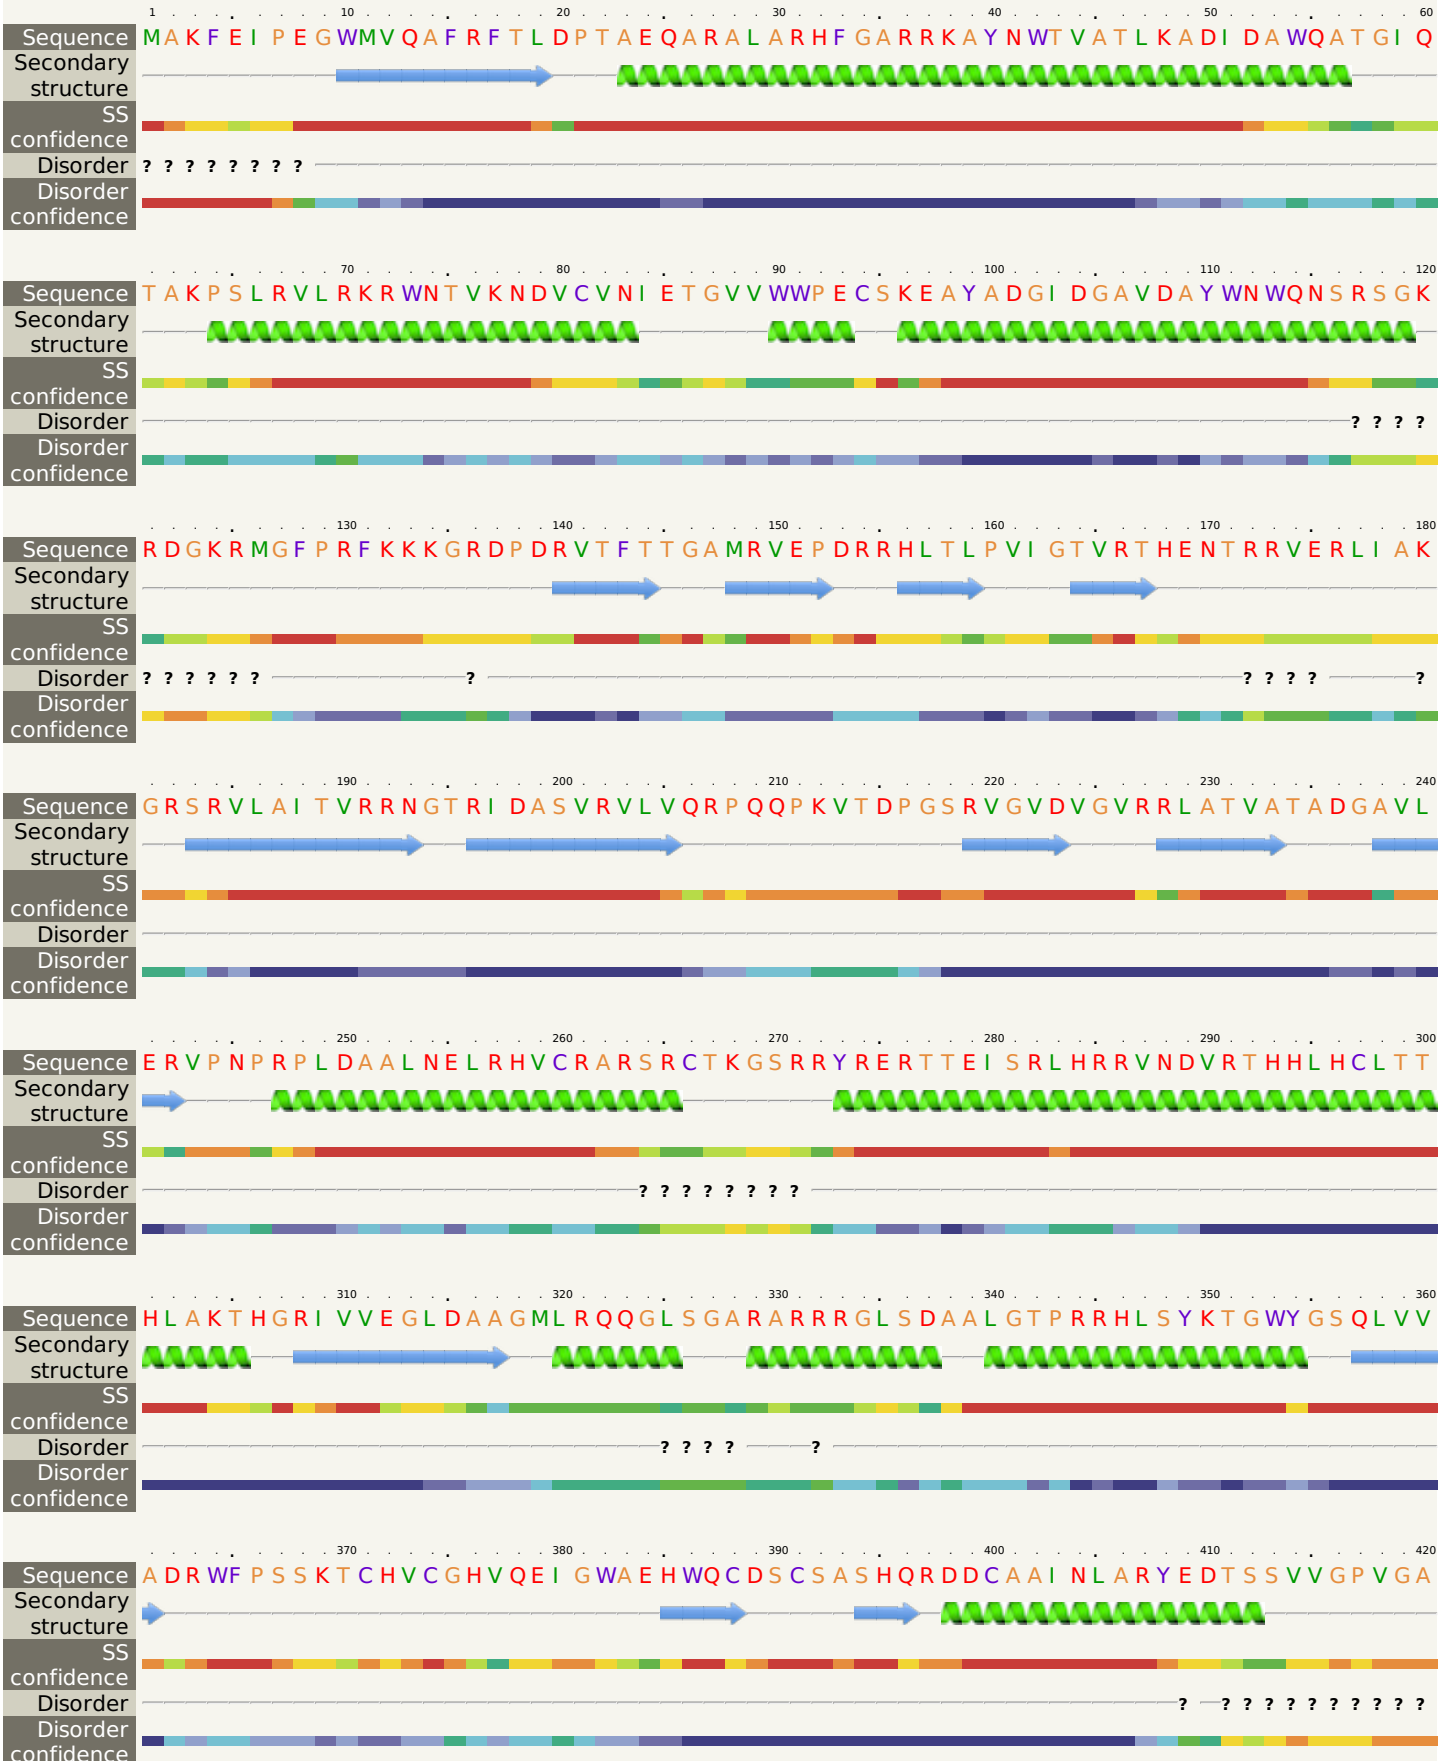 1 10 20 30 40 50 60
Sequence MAKFEIPEGWMVQAFRFTLDPTAEQARALARHFGARRKAYNWTVATLKADIDAWQATGIQ
Secondary
structure
SS
confidence
Disorder ? ? ? ? ? ? ? ?
Disorder
confidence
70 80 90 100 110 120
Sequence TAKPSLRVLRKRWNTVKNDVCVNIETGVVWWPECSKEAYADGIDGAVDAYWNWQNSRSGK
Secondary
structure
SS
confidence
Disorder ? ? ? ?
Disorder
confidence
130 140 150 160 170 180
Sequence RDGKRMGFPRFKKKGRDPDRVTFTTGAMRVEPDRRHLTLPVIGTVRTHENTRRVERLIAK
Secondary
structure
SS
confidence
Disorder ? ? ? ? ? ? ? ? ? ? ? ?
Disorder
confidence
190 200 210 220 230 240
Sequence GRSRVLAITVRRNGTRIDASVRVLVQRPQQPKVTDPGSRVGVDVGVRRLATVATADGAVL
Secondary
structure
SS
confidence
Disorder
Disorder
confidence
250 260 270 280 290 300
Sequence ERVPNPRPLDAALNELRHVCRARSRCTKGSRRYRERTTEISRLHRRVNDVRTHHLHCLTT
Secondary
structure
SS
confidence
Disorder ? ? ? ? ? ? ? ?
Disorder
confidence
310 320 330 340 350 360
Sequence HLAKTHGRIVVEGLDAAGMLRQQGLSGARARRRGLSDAALGTPRRHLSYKTGWYGSQLVV
Secondary
structure
SS
confidence
Disorder ? ? ? ? ?
Disorder
confidence
370 380 390 400 410 420
Sequence ADRWFPSSKTCHVCGHVQEIGWAEHWQCDSCSASHQRDDCAAINLARYEDTSSVVGPVGA
Secondary
structure
SS
confidence
Disorder ? ? ? ? ? ? ? ? ? ? ?
Disorder
confidence